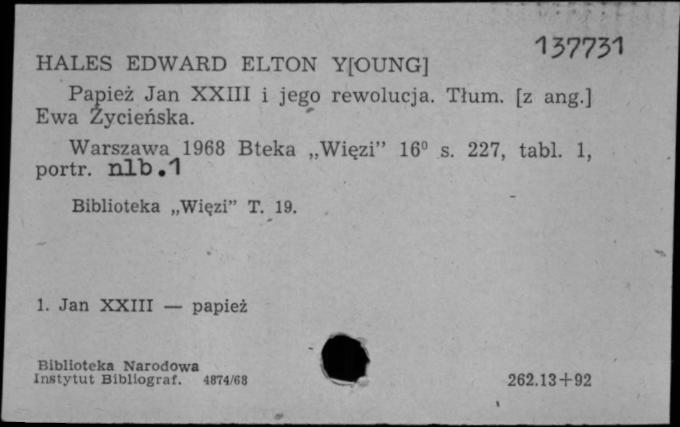 137731
HALES EDWARD ELTON Y[OUNG]
Papież Jan XXIII i jego rewolucja. Tłum. [z ang.]
Ewa Życieńska.
Warszawa 1968 Bteka „Więzi” 16⁰ s. 227, tabl. 1,
portr. nlb.1
Biblioteka „Więzi” T. 19.
1. Jan XXIII — papież
Biblioteka Narodowa
Instytut Bibliograf. 4874/68
262.13+92